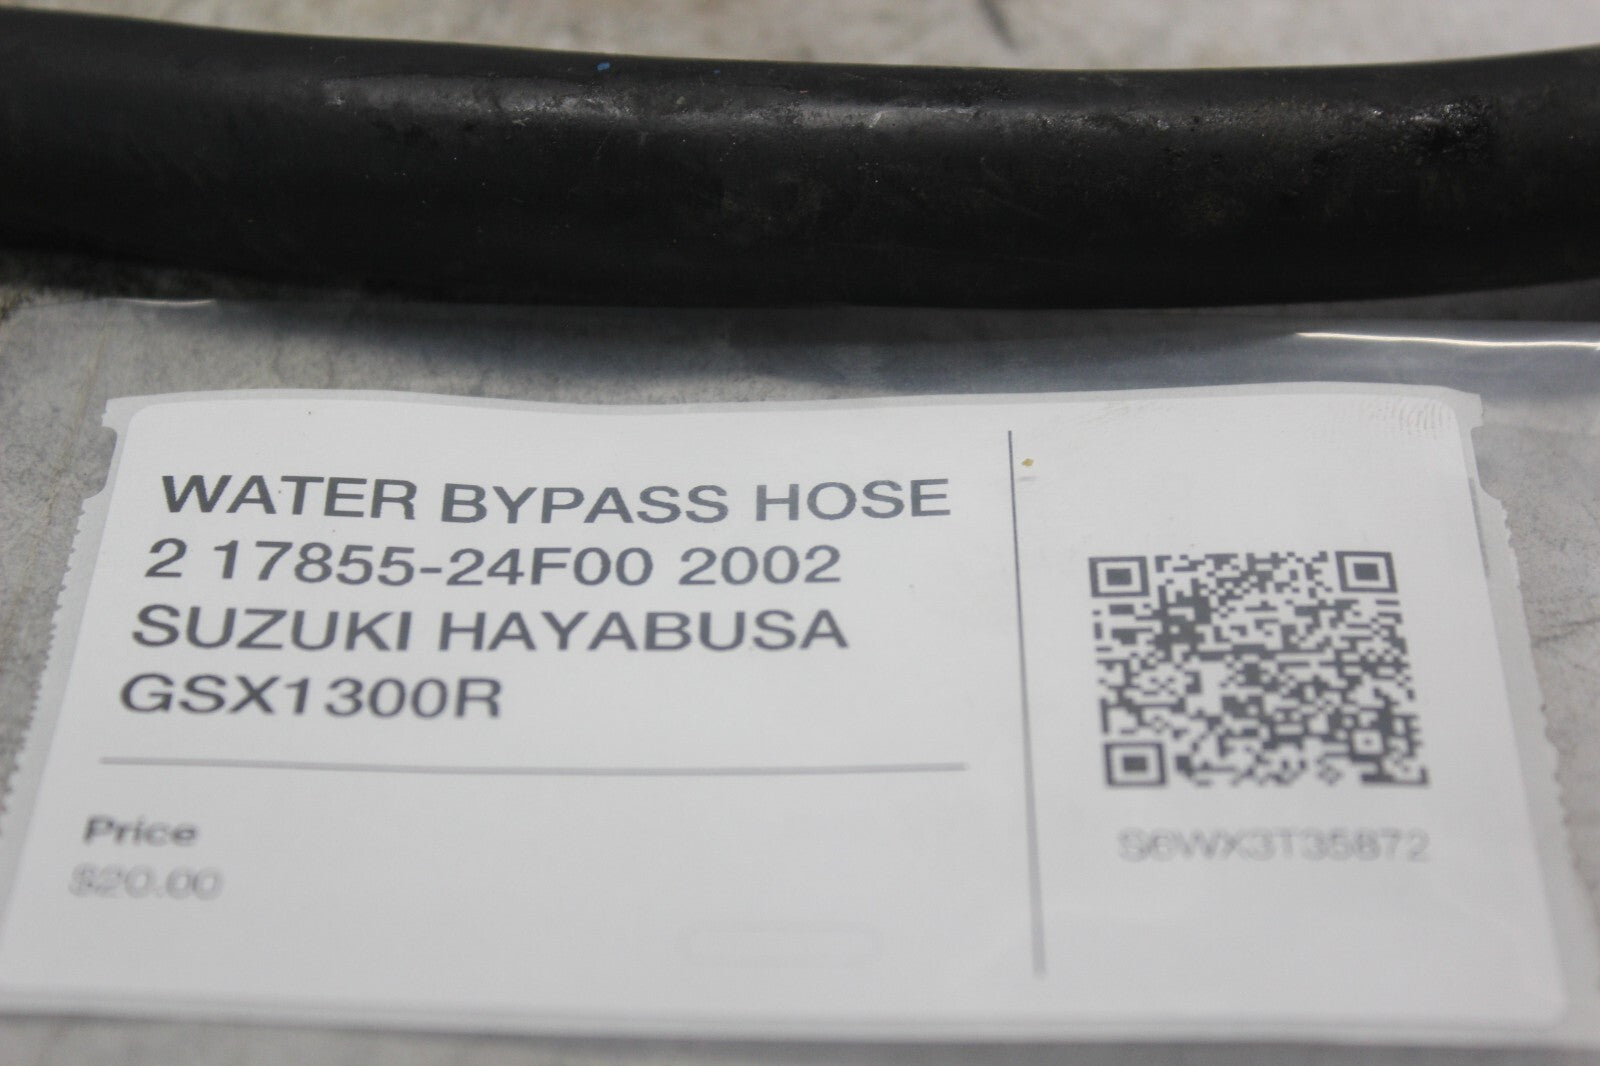 WATER BYPASS HOSE
2 17855-24F00 2002
SUZUKI HAYABUSA
GSX1300R
Price
$20.00
S6WX3T35872